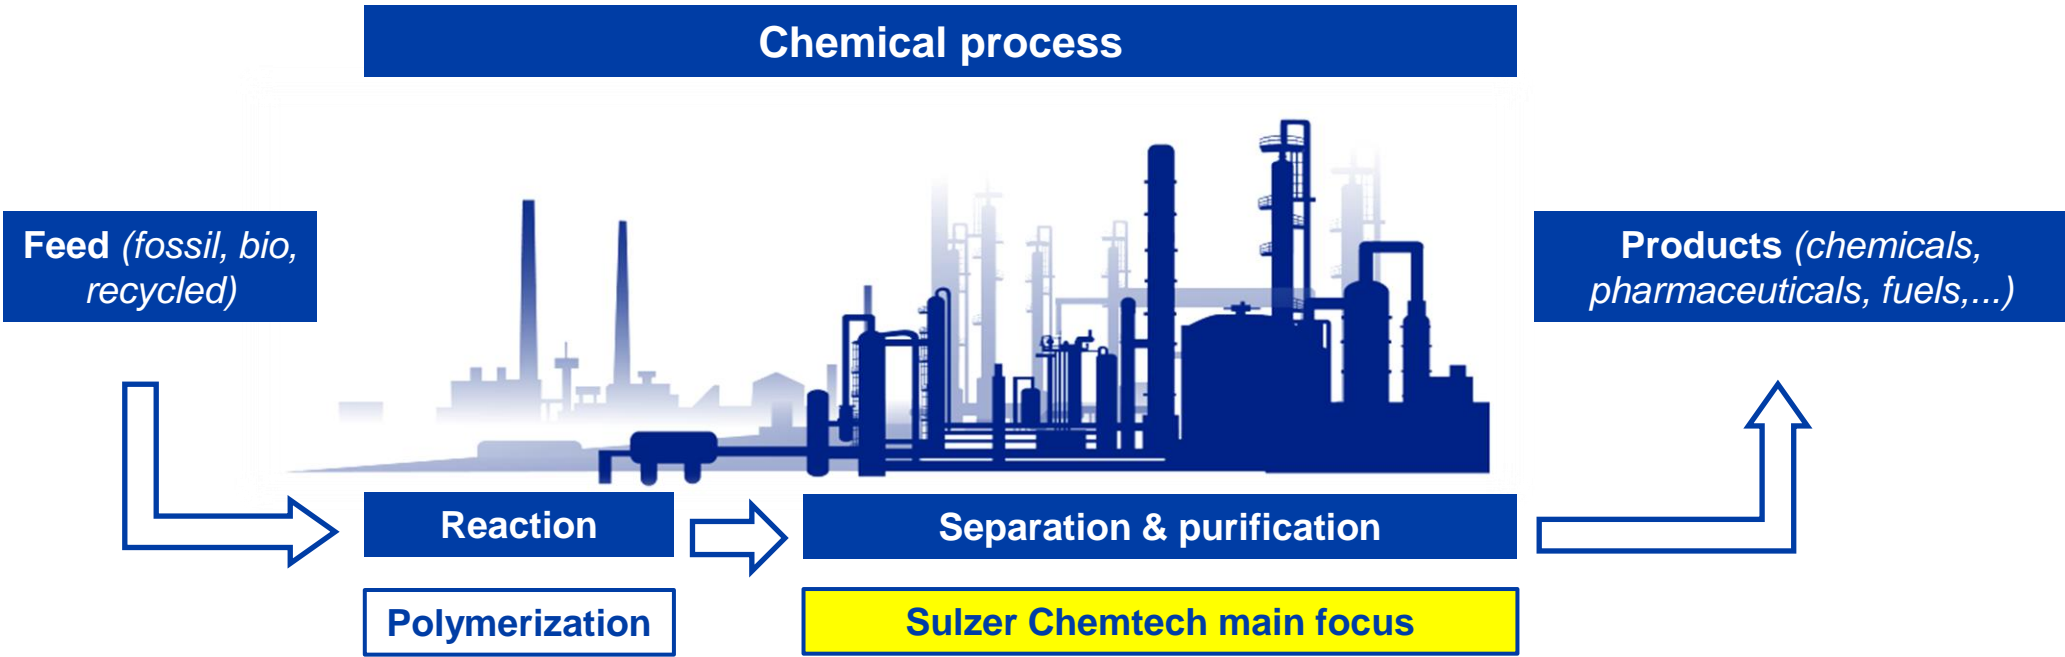 Chemical process
Feed (fossil, bio,
recycled)
Products (chemicals,
pharmaceuticals, fuels,...)
Reaction
Separation & purification
Polymerization
Sulzer Chemtech main focus